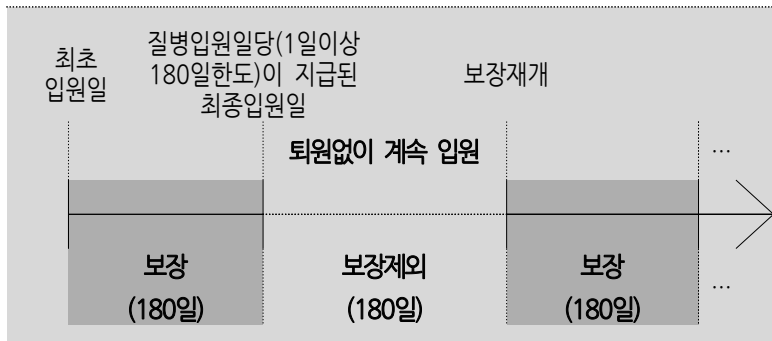 최초
입원일
질병입원일당(1일이상
180일한도)이 지급된
최종입원일
보장재개
퇴원없이 계속 입원
…
보장
(180일)
보장제외
(180일)
보장
(180일)
…